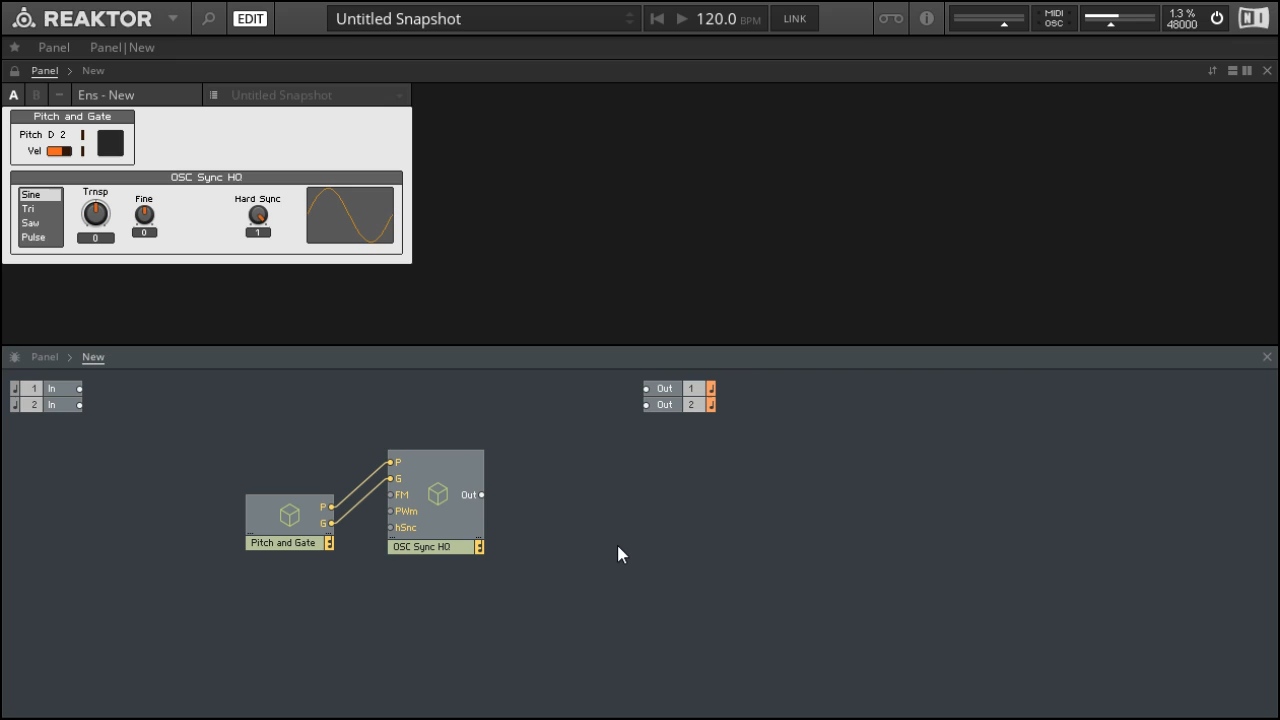 REAKTOR EDIT Untitled Snapshot 120.0 BPM LINK MIDI OSC 1.3 % 48000 NI
Panel Panel|New
Panel > New
A B Ens - New Untitled Snapshot
Pitch and Gate
Pitch D 2
Vel
OSC Sync HQ
Sine
Tri
Saw
Pulse
Trnsp
0
Fine
0
Hard Sync
1
Panel > New
1 In
2 In
Out 1
Out 2
P
G
Pitch and Gate
P
G
FM
PWm
hSnc
Out
OSC Sync HQ